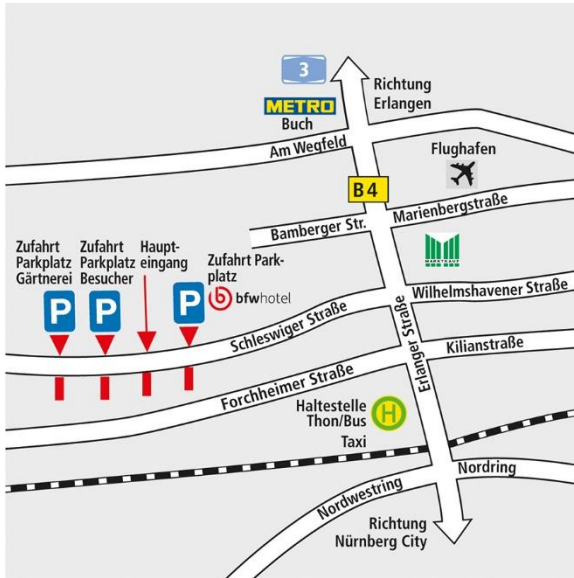 3
Richtung
Erlangen
METRO
Buch
Am Wegfeld
Flughafen
B 4
Marienbergstraße
Bamberger Str.
MARKTKAUF
Zufahrt
Parkplatz
Gärtnerei
Zufahrt
Parkplatz
Besucher
Haupt-
eingang
Zufahrt Park-
platz
bfwhotel
P
P
P
Wilhelmshavener Straße
Schleswiger Straße
Erlanger Straße
Kilianstraße
Forchheimer Straße
Haltestelle
Thon/Bus
H
Taxi
Nordring
Nordwestring
Richtung
Nürnberg City